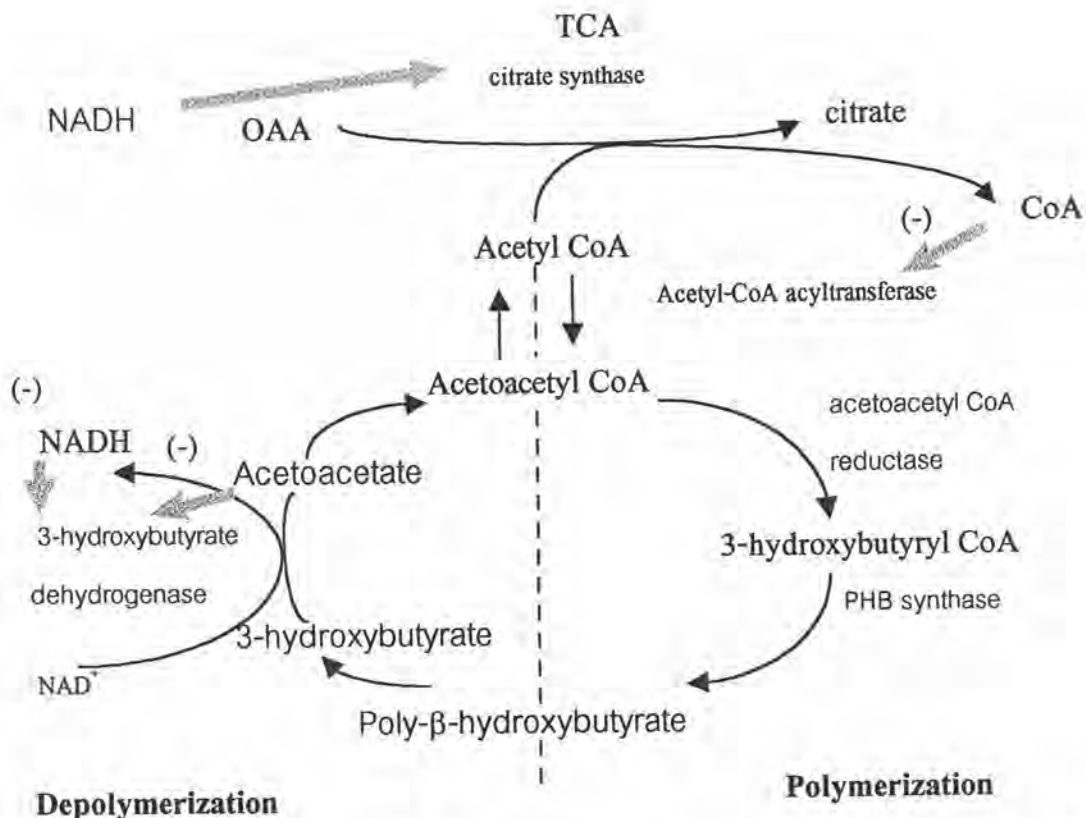 TCA
citrate synthase
NADH
OAA
citrate
CoA
(-)
Acetyl CoA
Acetyl-CoA acyltransferase
Acetoacetyl CoA
(-)
acetoacetyl CoA
reductase
NADH
(-)
Acetoacetate
3-hydroxybutyrate
dehydrogenase
3-hydroxybutyryl CoA
PHB synthase
3-hydroxybutyrate
NAD+
Poly-β-hydroxybutyrate
Depolymerization
Polymerization